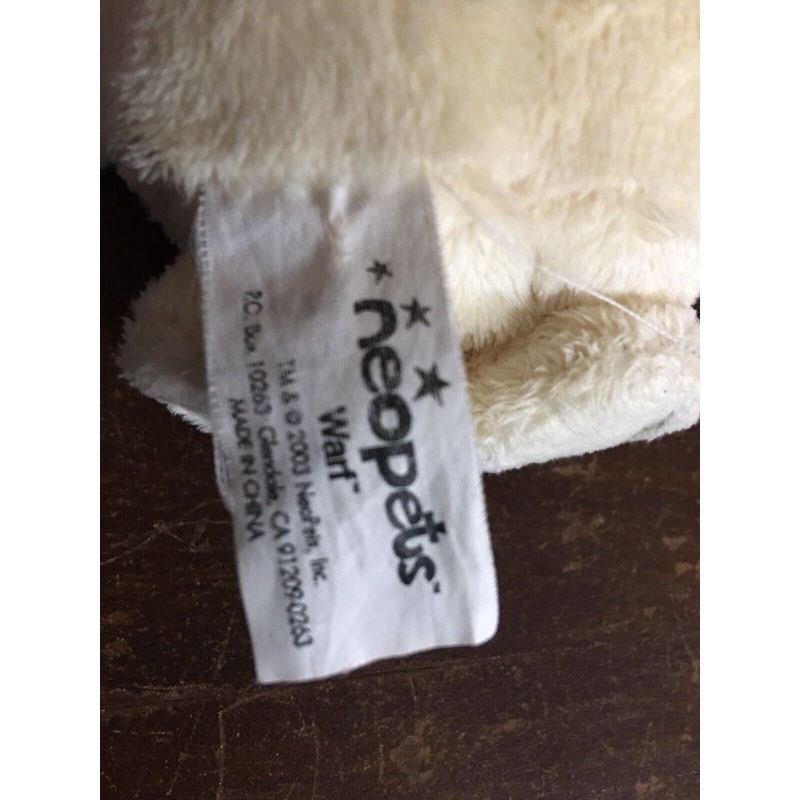 neopets™
Warf™
TM & © 2003 NeoPets, Inc.
P.O. Box 10263 Glendale, CA 91209-0263
MADE IN CHINA